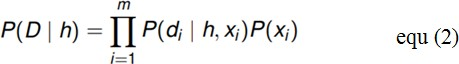 P(D | h) = ∏_{i=1}^{m} P(d_i | h, x_i)P(x_i) equ (2)